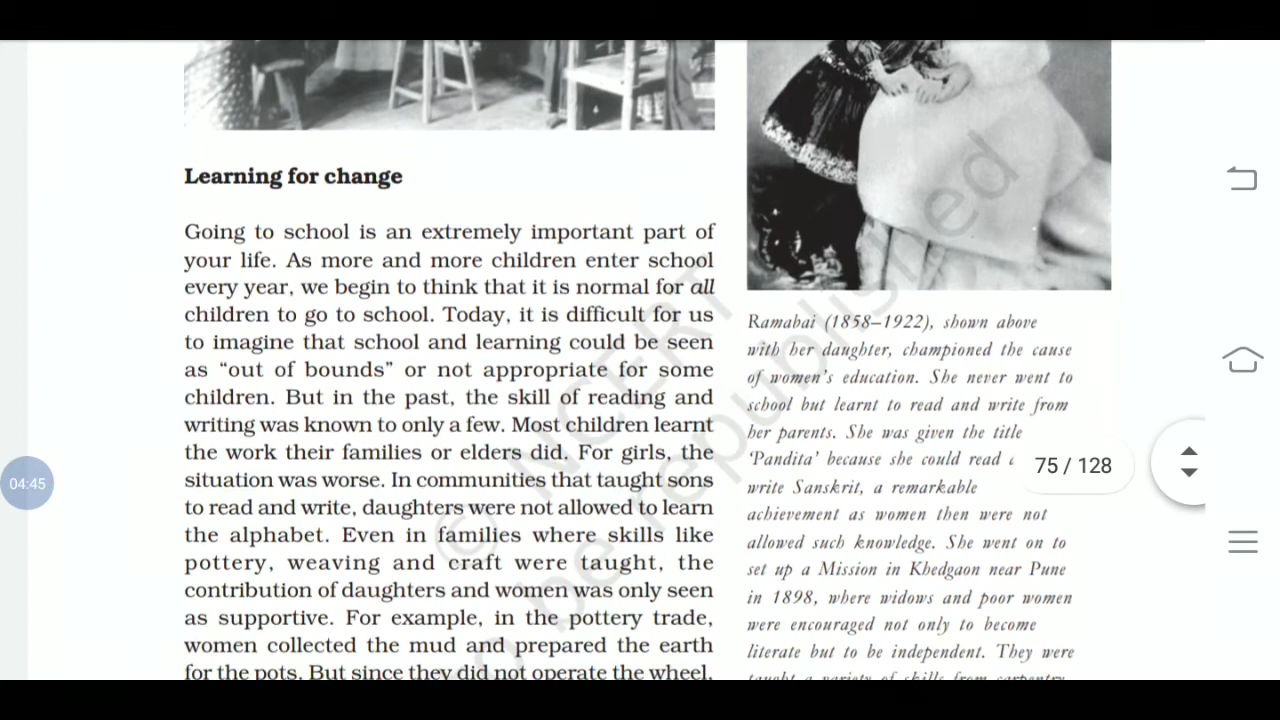 Learning for change
Going to school is an extremely important part of
your life. As more and more children enter school
every year, we begin to think that it is normal for all
children to go to school. Today, it is difficult for us
to imagine that school and learning could be seen
as “out of bounds” or not appropriate for some
children. But in the past, the skill of reading and
writing was known to only a few. Most children learnt
the work their families or elders did. For girls, the
situation was worse. In communities that taught sons
to read and write, daughters were not allowed to learn
the alphabet. Even in families where skills like
pottery, weaving and craft were taught, the
contribution of daughters and women was only seen
as supportive. For example, in the pottery trade,
women collected the mud and prepared the earth
for the pots. But since they did not operate the wheel,
Ramabai (1858–1922), shown above
with her daughter, championed the cause
of women’s education. She never went to
school but learnt to read and write from
her parents. She was given the title
‘Pandita’ because she could read
write Sanskrit, a remarkable
achievement as women then were not
allowed such knowledge. She went on to
set up a Mission in Khedgaon near Pune
in 1898, where widows and poor women
were encouraged not only to become
literate but to be independent. They were
taught a variety of skills from carpentry
75 / 128
04:45
© NCERT
to be republished